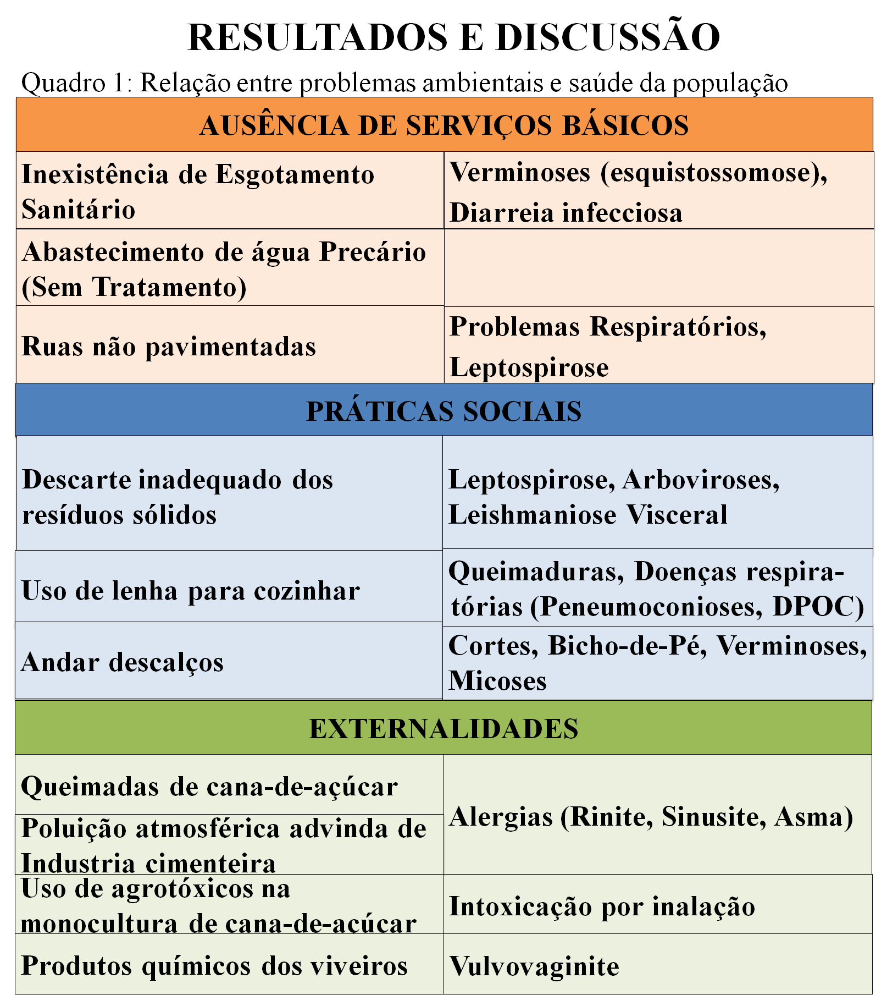 RESULTADOS E DISCUSSÃO
Quadro 1: Relação entre problemas ambientais e saúde da população
AUSÊNCIA DE SERVIÇOS BÁSICOS
Inexistência de Esgotamento
Sanitário
Verminoses (esquistossomose),
Diarreia infecciosa
Abastecimento de água Precário
(Sem Tratamento)
Ruas não pavimentadas
Problemas Respiratórios,
Leptospirose
PRÁTICAS SOCIAIS
Descarte inadequado dos
resíduos sólidos
Leptospirose, Arboviroses,
Leishmaniose Visceral
Uso de lenha para cozinhar
Queimaduras, Doenças respira-
tórias (Peneumoconioses, DPOC)
Andar descalços
Cortes, Bicho-de-Pé, Verminoses,
Micoses
EXTERNALIDADES
Queimadas de cana-de-açúcar
Alergias (Rinite, Sinusite, Asma)
Poluição atmosférica advinda de
Industria cimenteira
Uso de agrotóxicos na
monocultura de cana-de-açúcar
Intoxicação por inalação
Produtos químicos dos viveiros
Vulvovaginite